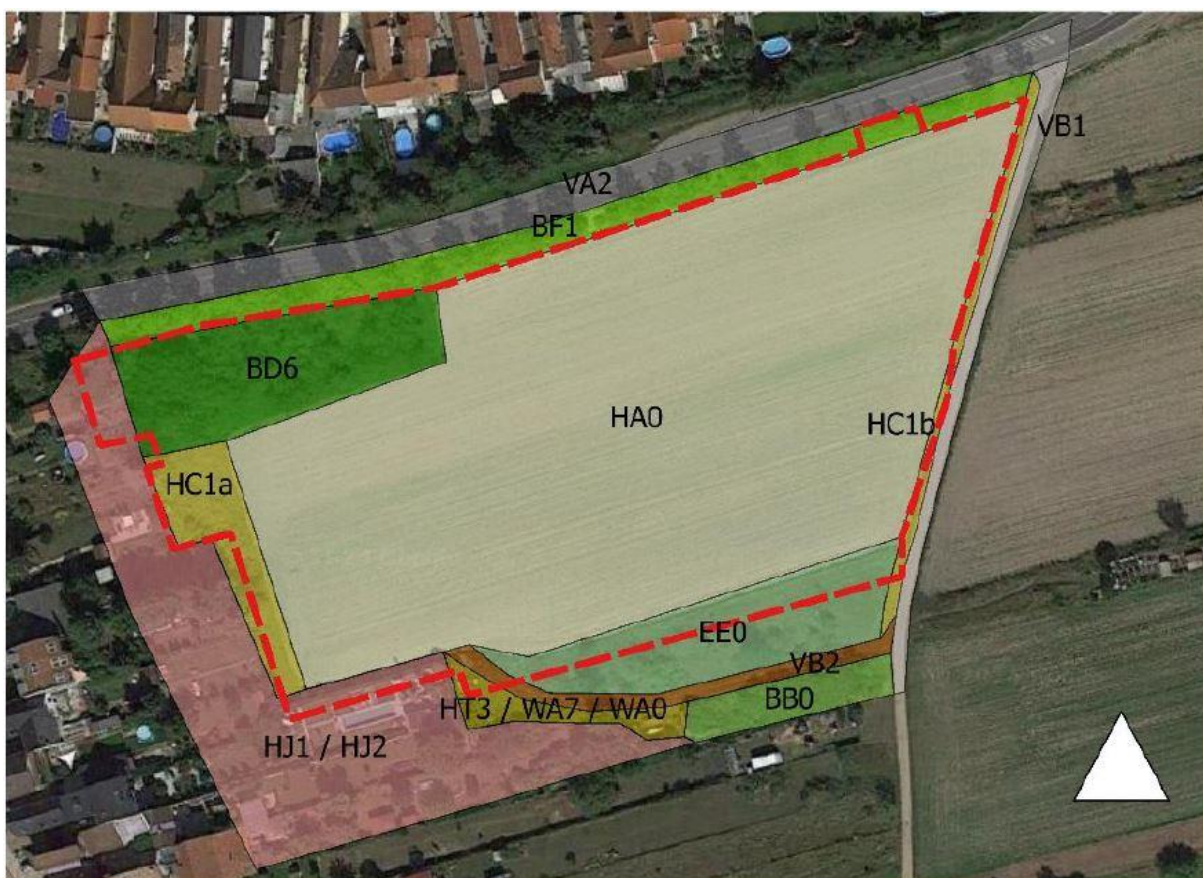 VB1
VA2
BF1
BD6
HA0
HC1b
HC1a
EE0
VB2
BB0
HT3 / WA7 / WA0
HJ1 / HJ2